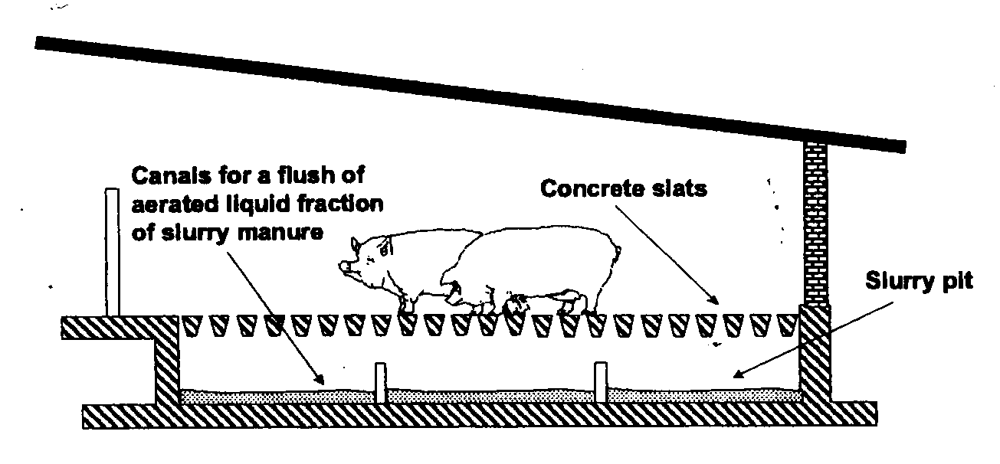 Canals for a flush of
aerated liquid fraction
of slurry manure
Concrete slats
Slurry pit